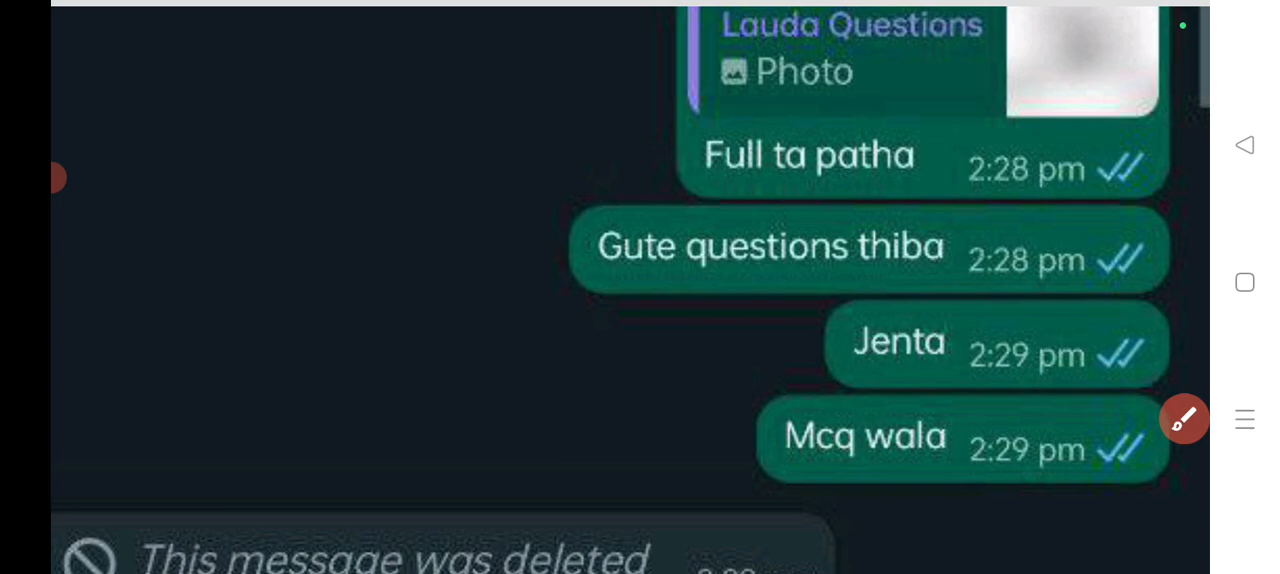 Lauda Questions
Photo
Full ta patha 2:28 pm
Gute questions thiba 2:28 pm
Jenta 2:29 pm
Mcq wala 2:29 pm
This message was deleted